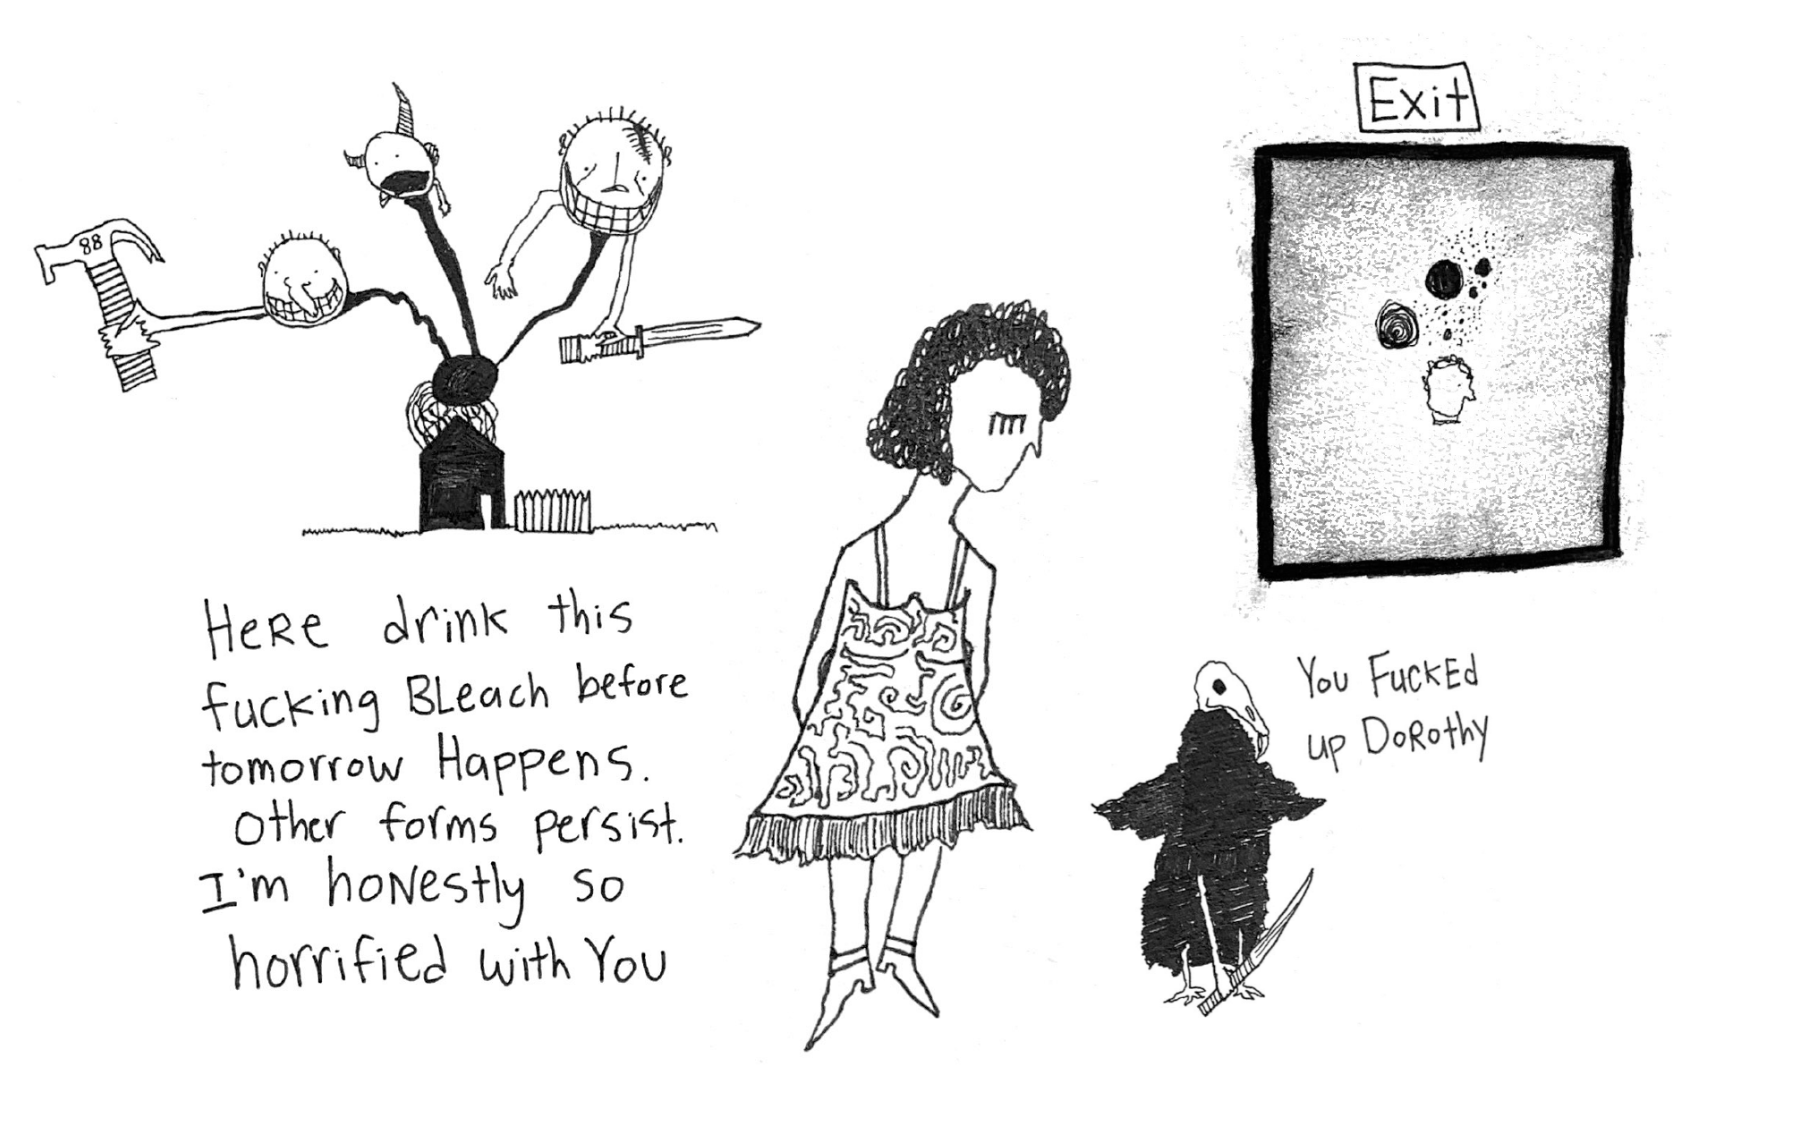 88
Exit
HeRe drink this
fucking BLeach before
tomorrow Happens.
other forms persist.
I'm hoNestly so
horrified with You
You FucKEd
up DoRothy